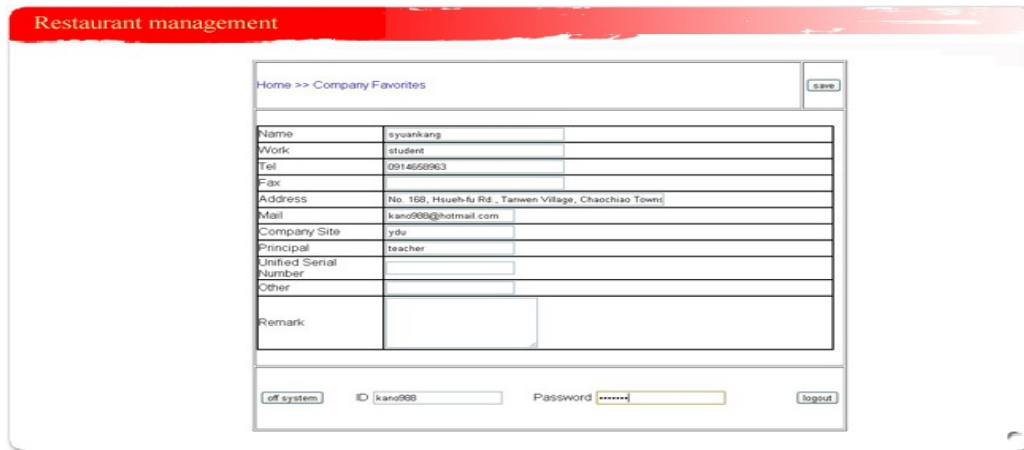 Restaurant management
Home >> Company Favorites
save
Name syuankang
Work student
Tel 0914658963
Fax
Address No. 168, Hsueh-fu Rd., Tanwen Village, Chaochiao Towns
Mail kano988@hotmail.com
Company Site ydu
Principal teacher
Unified Serial
Number
Other
Remark
off system ID kano988 Password ••••••• logout